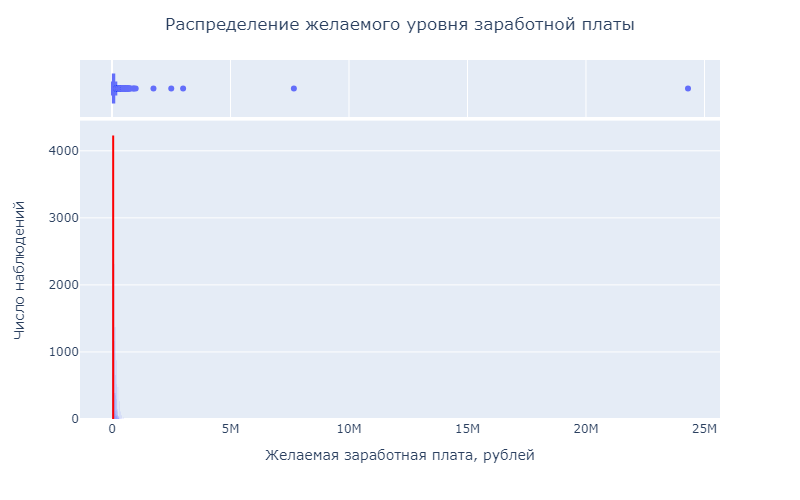 Распределение желаемого уровня заработной платы
4000
3000
2000
1000
0
Число наблюдений
0 5M 10M 15M 20M 25M
Желаемая заработная плата, рублей